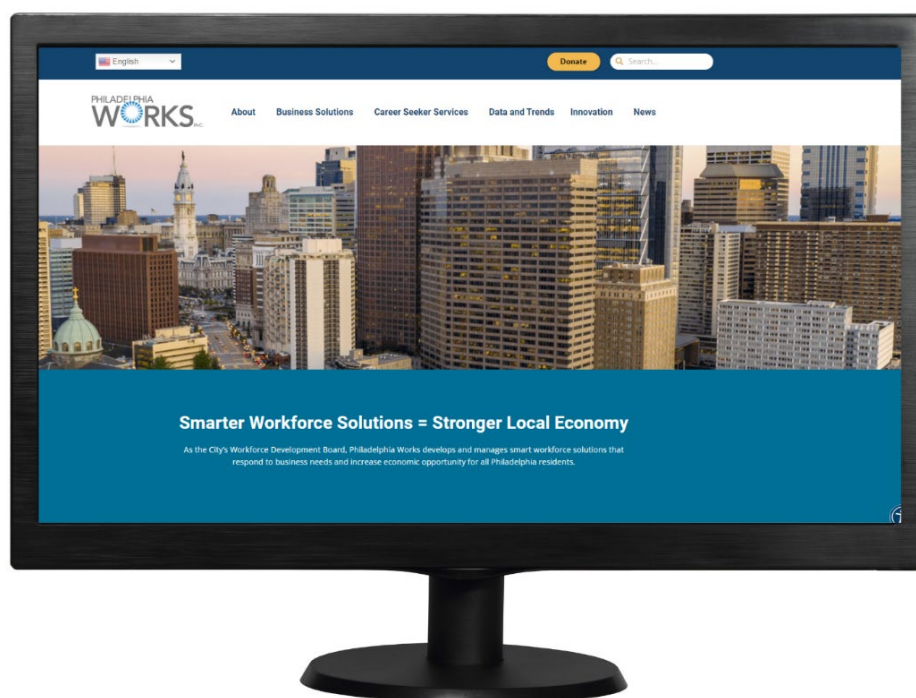 English
Donate
Search...
PHILADELPHIA
WORKS INC.
About Business Solutions Career Seeker Services Data and Trends Innovation News
Smarter Workforce Solutions = Stronger Local Economy
As the City's Workforce Development Board, Philadelphia Works develops and manages smart workforce solutions that
respond to business needs and increase economic opportunity for all Philadelphia residents.